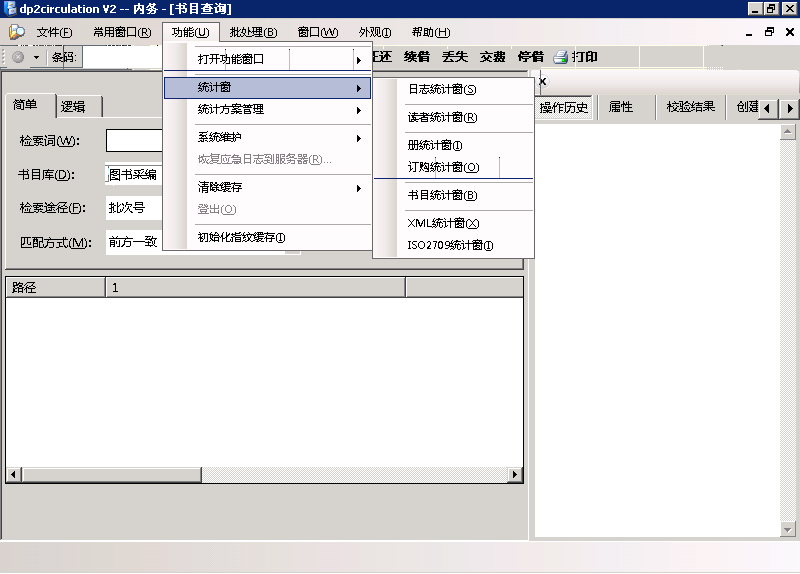 dp2circulation V2 -- 内务 - [书目查询]
文件(F) 常用窗口(R) 功能(U) 批处理(B) 窗口(W) 外观(I) 帮助(H)
条码: 还 续借 丢失 交费 停借 打印
打开功能窗口
统计窗
统计方案管理
系统维护
恢复应急日志到服务器(R)...
清除缓存
登出(O)
初始化指纹缓存(I)
日志统计窗(S)
读者统计窗(R)
册统计窗(I)
订购统计窗(O)
书目统计窗(B)
XML统计窗(X)
ISO2709统计窗(I)
简单 逻辑
检索词(W):
书目库(D): 图书采编
检索途径(F): 批次号
匹配方式(M): 前方一致
路径 1
操作历史 属性 校验结果 创建